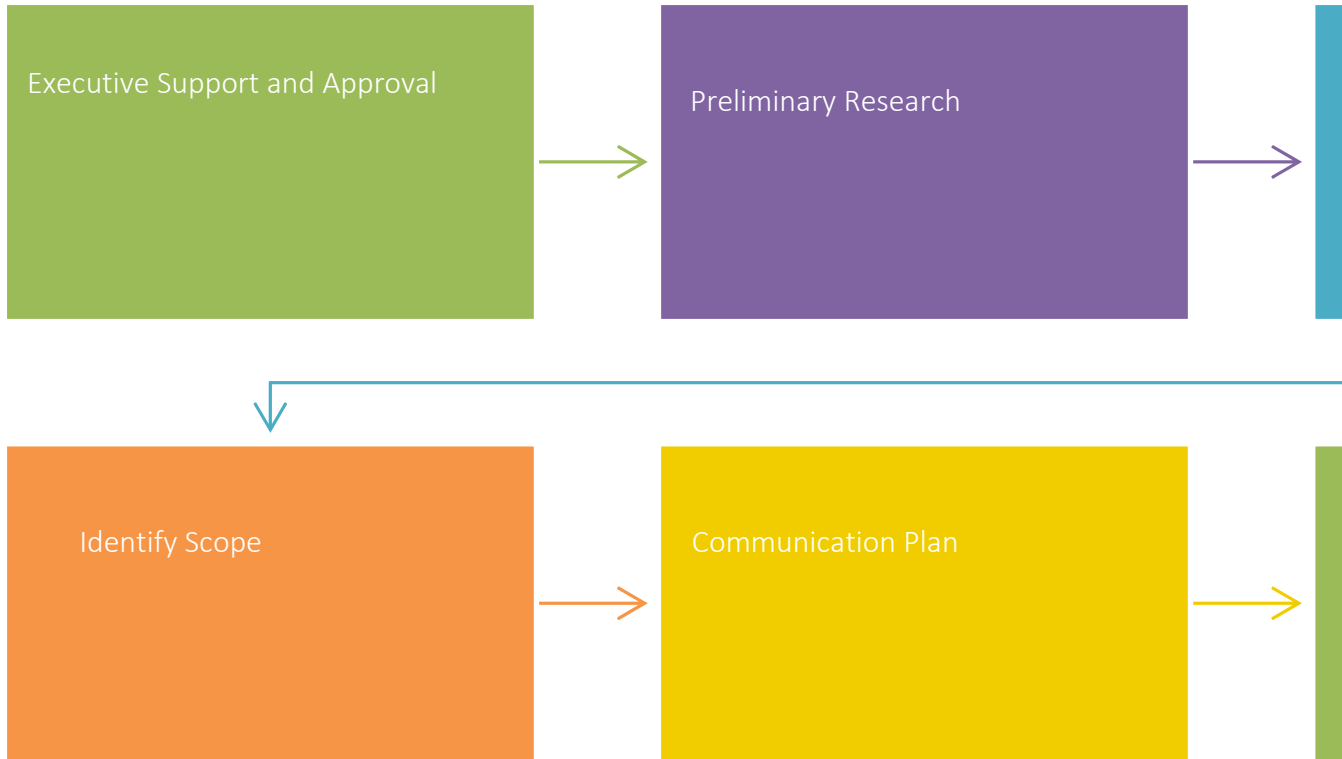 Executive Support and Approval
Preliminary Research
Identify Scope
Communication Plan